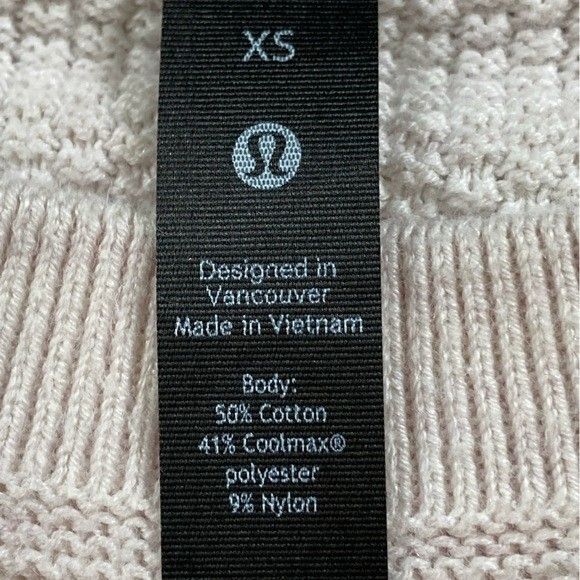 XS
Designed in
Vancouver
Made in Vietnam
Body:
50% Cotton
41% Coolmax®
polyester
9% Nylon